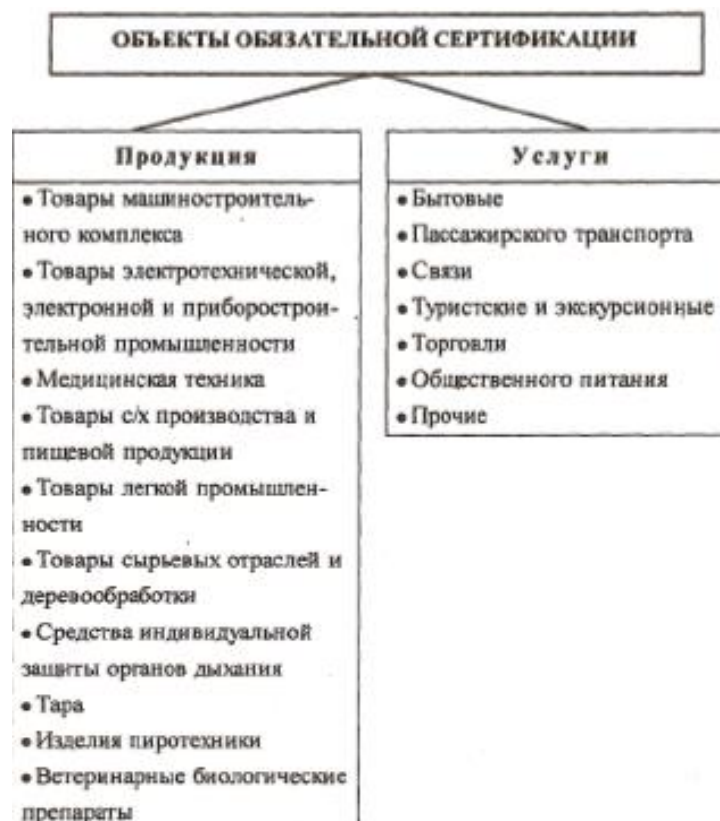 ОБЪЕКТЫ ОБЯЗАТЕЛЬНОЙ СЕРТИФИКАЦИИ
Продукция
• Товары машиностроитель-
ного комплекса
• Товары электротехнической,
электронной и приборострои-
тельной промышленности
• Медицинская техника
• Товары с/х производства и
пищевой продукции
• Товары легкой промышлен-
ности
• Товары сырьевых отраслей и
деревообработки
• Средства индивидуальной
защиты органов дыхания
• Тара
• Изделия пиротехники
• Ветеринарные биологические
препараты
Услуги
• Бытовые
• Пассажирского транспорта
• Связи
• Туристские и экскурсионные
• Торговли
• Общественного питания
• Прочие